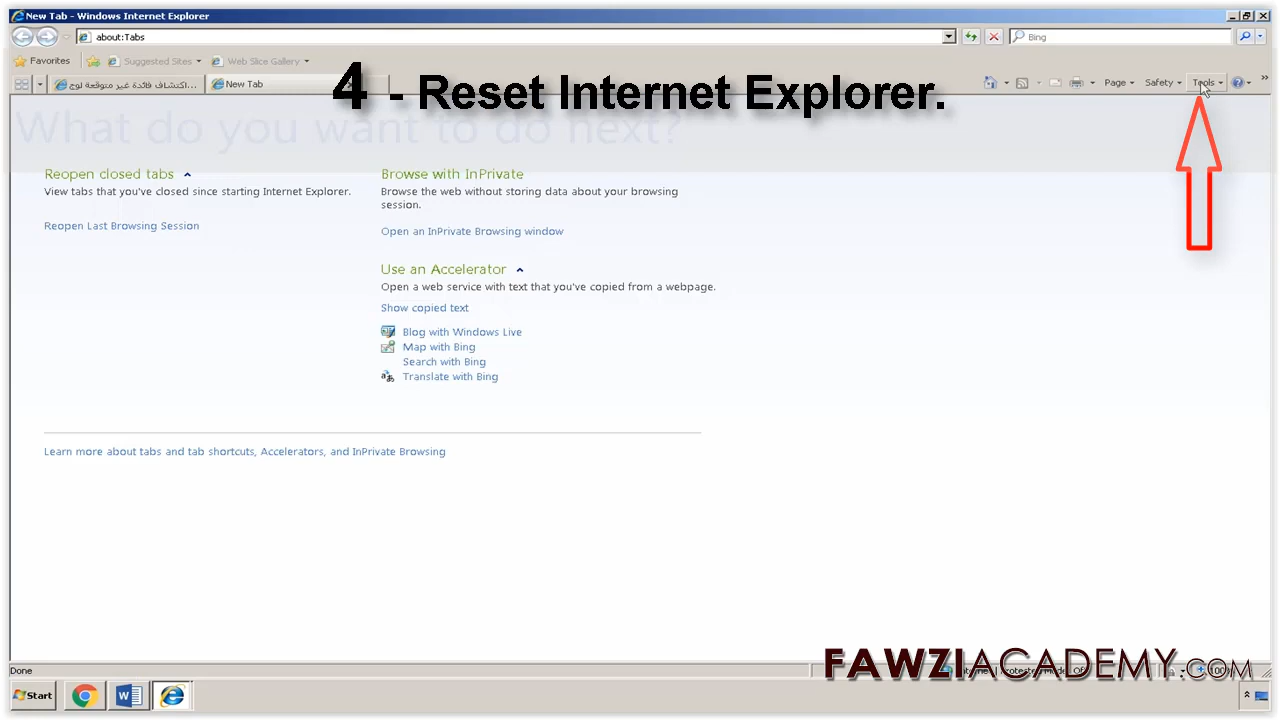 New Tab - Windows Internet Explorer
about:Tabs
Bing
Favorites
Suggested Sites
Web Slice Gallery
اكتشاف فائدة غير متوقعة لوج...
New Tab
Page
Safety
Tools
4 - Reset Internet Explorer.
What do you want to do next?
Reopen closed tabs
View tabs that you've closed since starting Internet Explorer.
Reopen Last Browsing Session
Browse with InPrivate
Browse the web without storing data about your browsing
session.
Open an InPrivate Browsing window
Use an Accelerator
Open a web service with text that you've copied from a webpage.
Show copied text
Blog with Windows Live
Map with Bing
Search with Bing
Translate with Bing
Learn more about tabs and tab shortcuts, Accelerators, and InPrivate Browsing
Done
FAWZIACADEMY.COM
Start